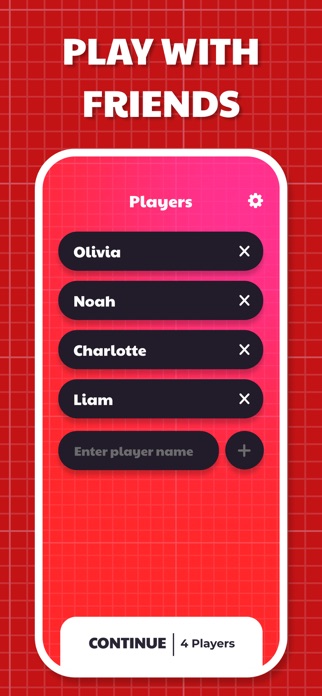 PLAY WITH
FRIENDS
Players
Olivia
Noah
Charlotte
Liam
Enter player name
CONTINUE | 4 Players